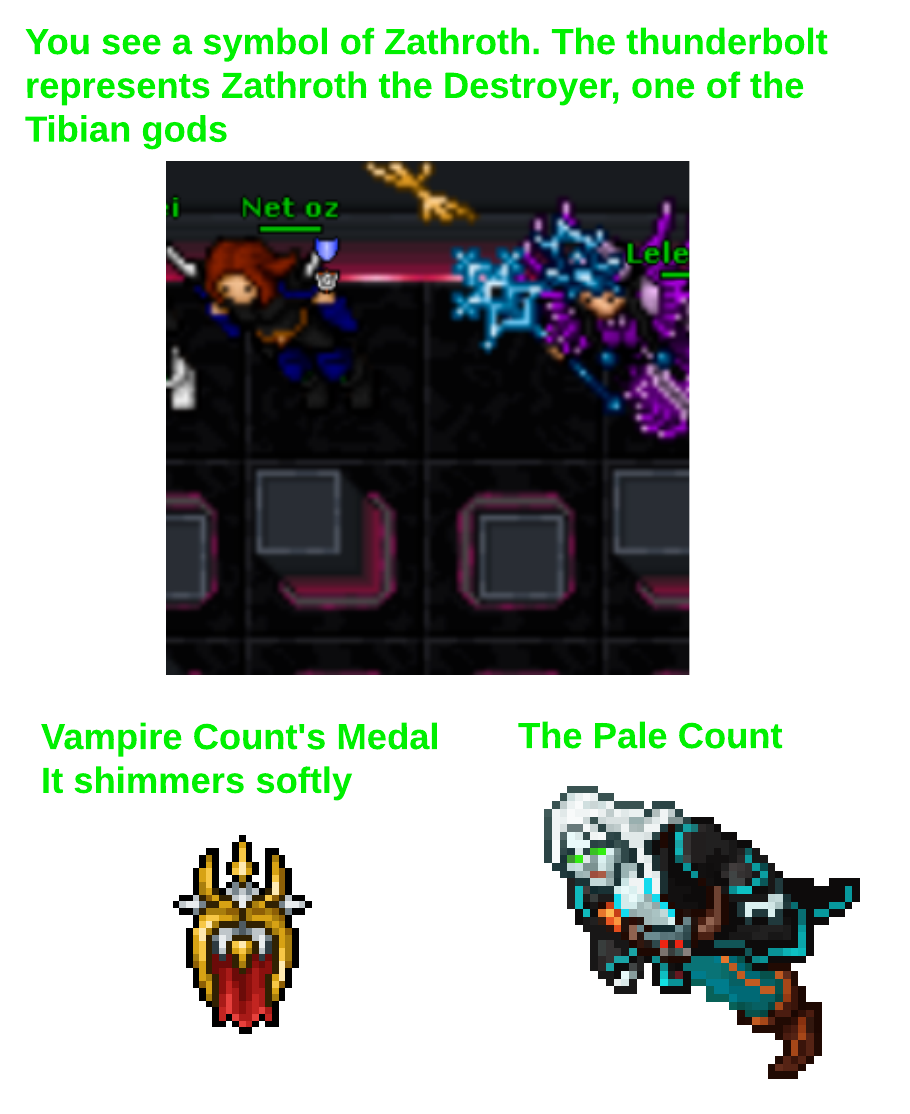 You see a symbol of Zathroth. The thunderbolt
represents Zathroth the Destroyer, one of the
Tibian gods
ei Net oz
Lele
Vampire Count's Medal
It shimmers softly
The Pale Count